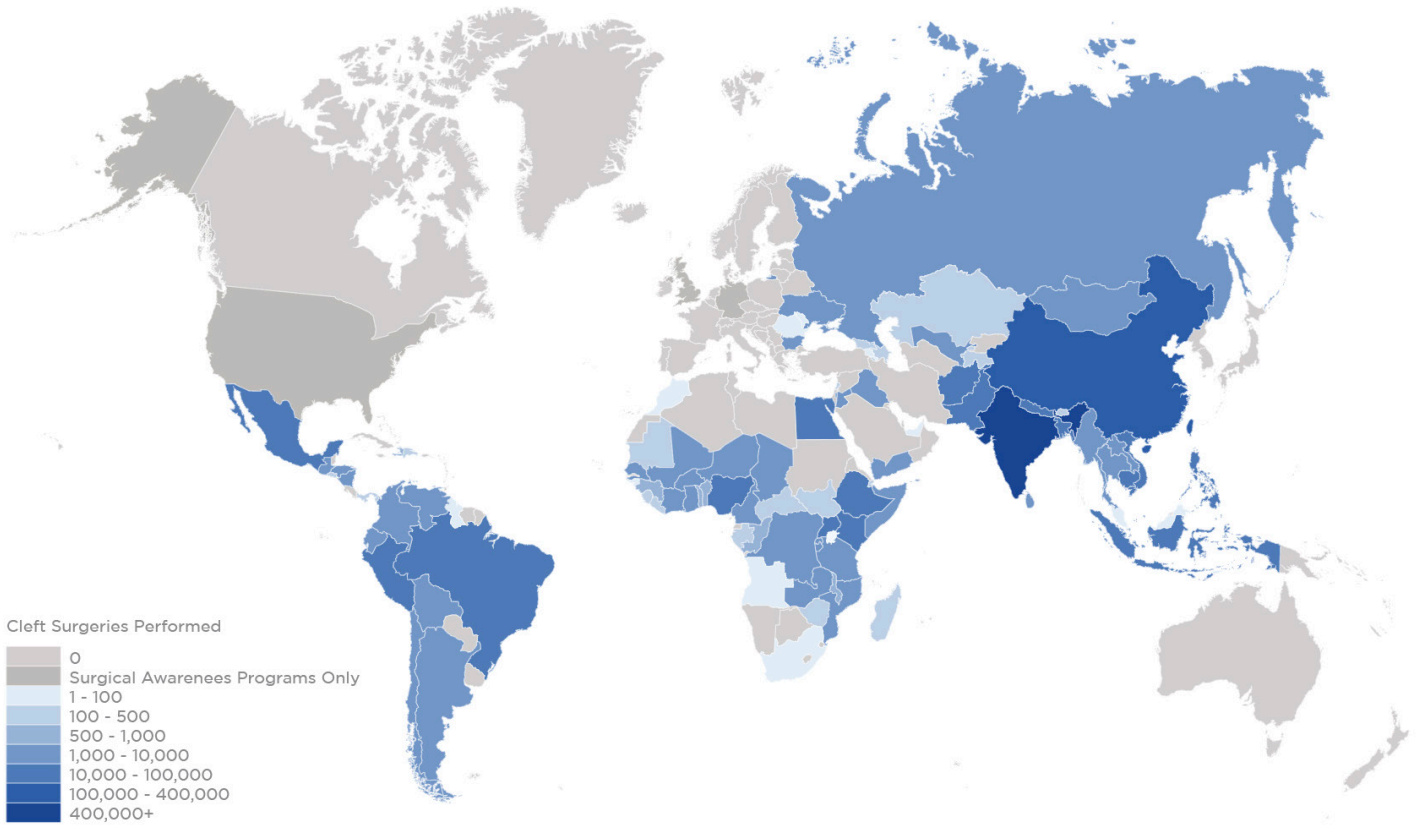 Cleft Surgeries Performed
0
Surgical Awarenees Programs Only
1 - 100
100 - 500
500 - 1,000
1,000 - 10,000
10,000 - 100,000
100,000 - 400,000
400,000+